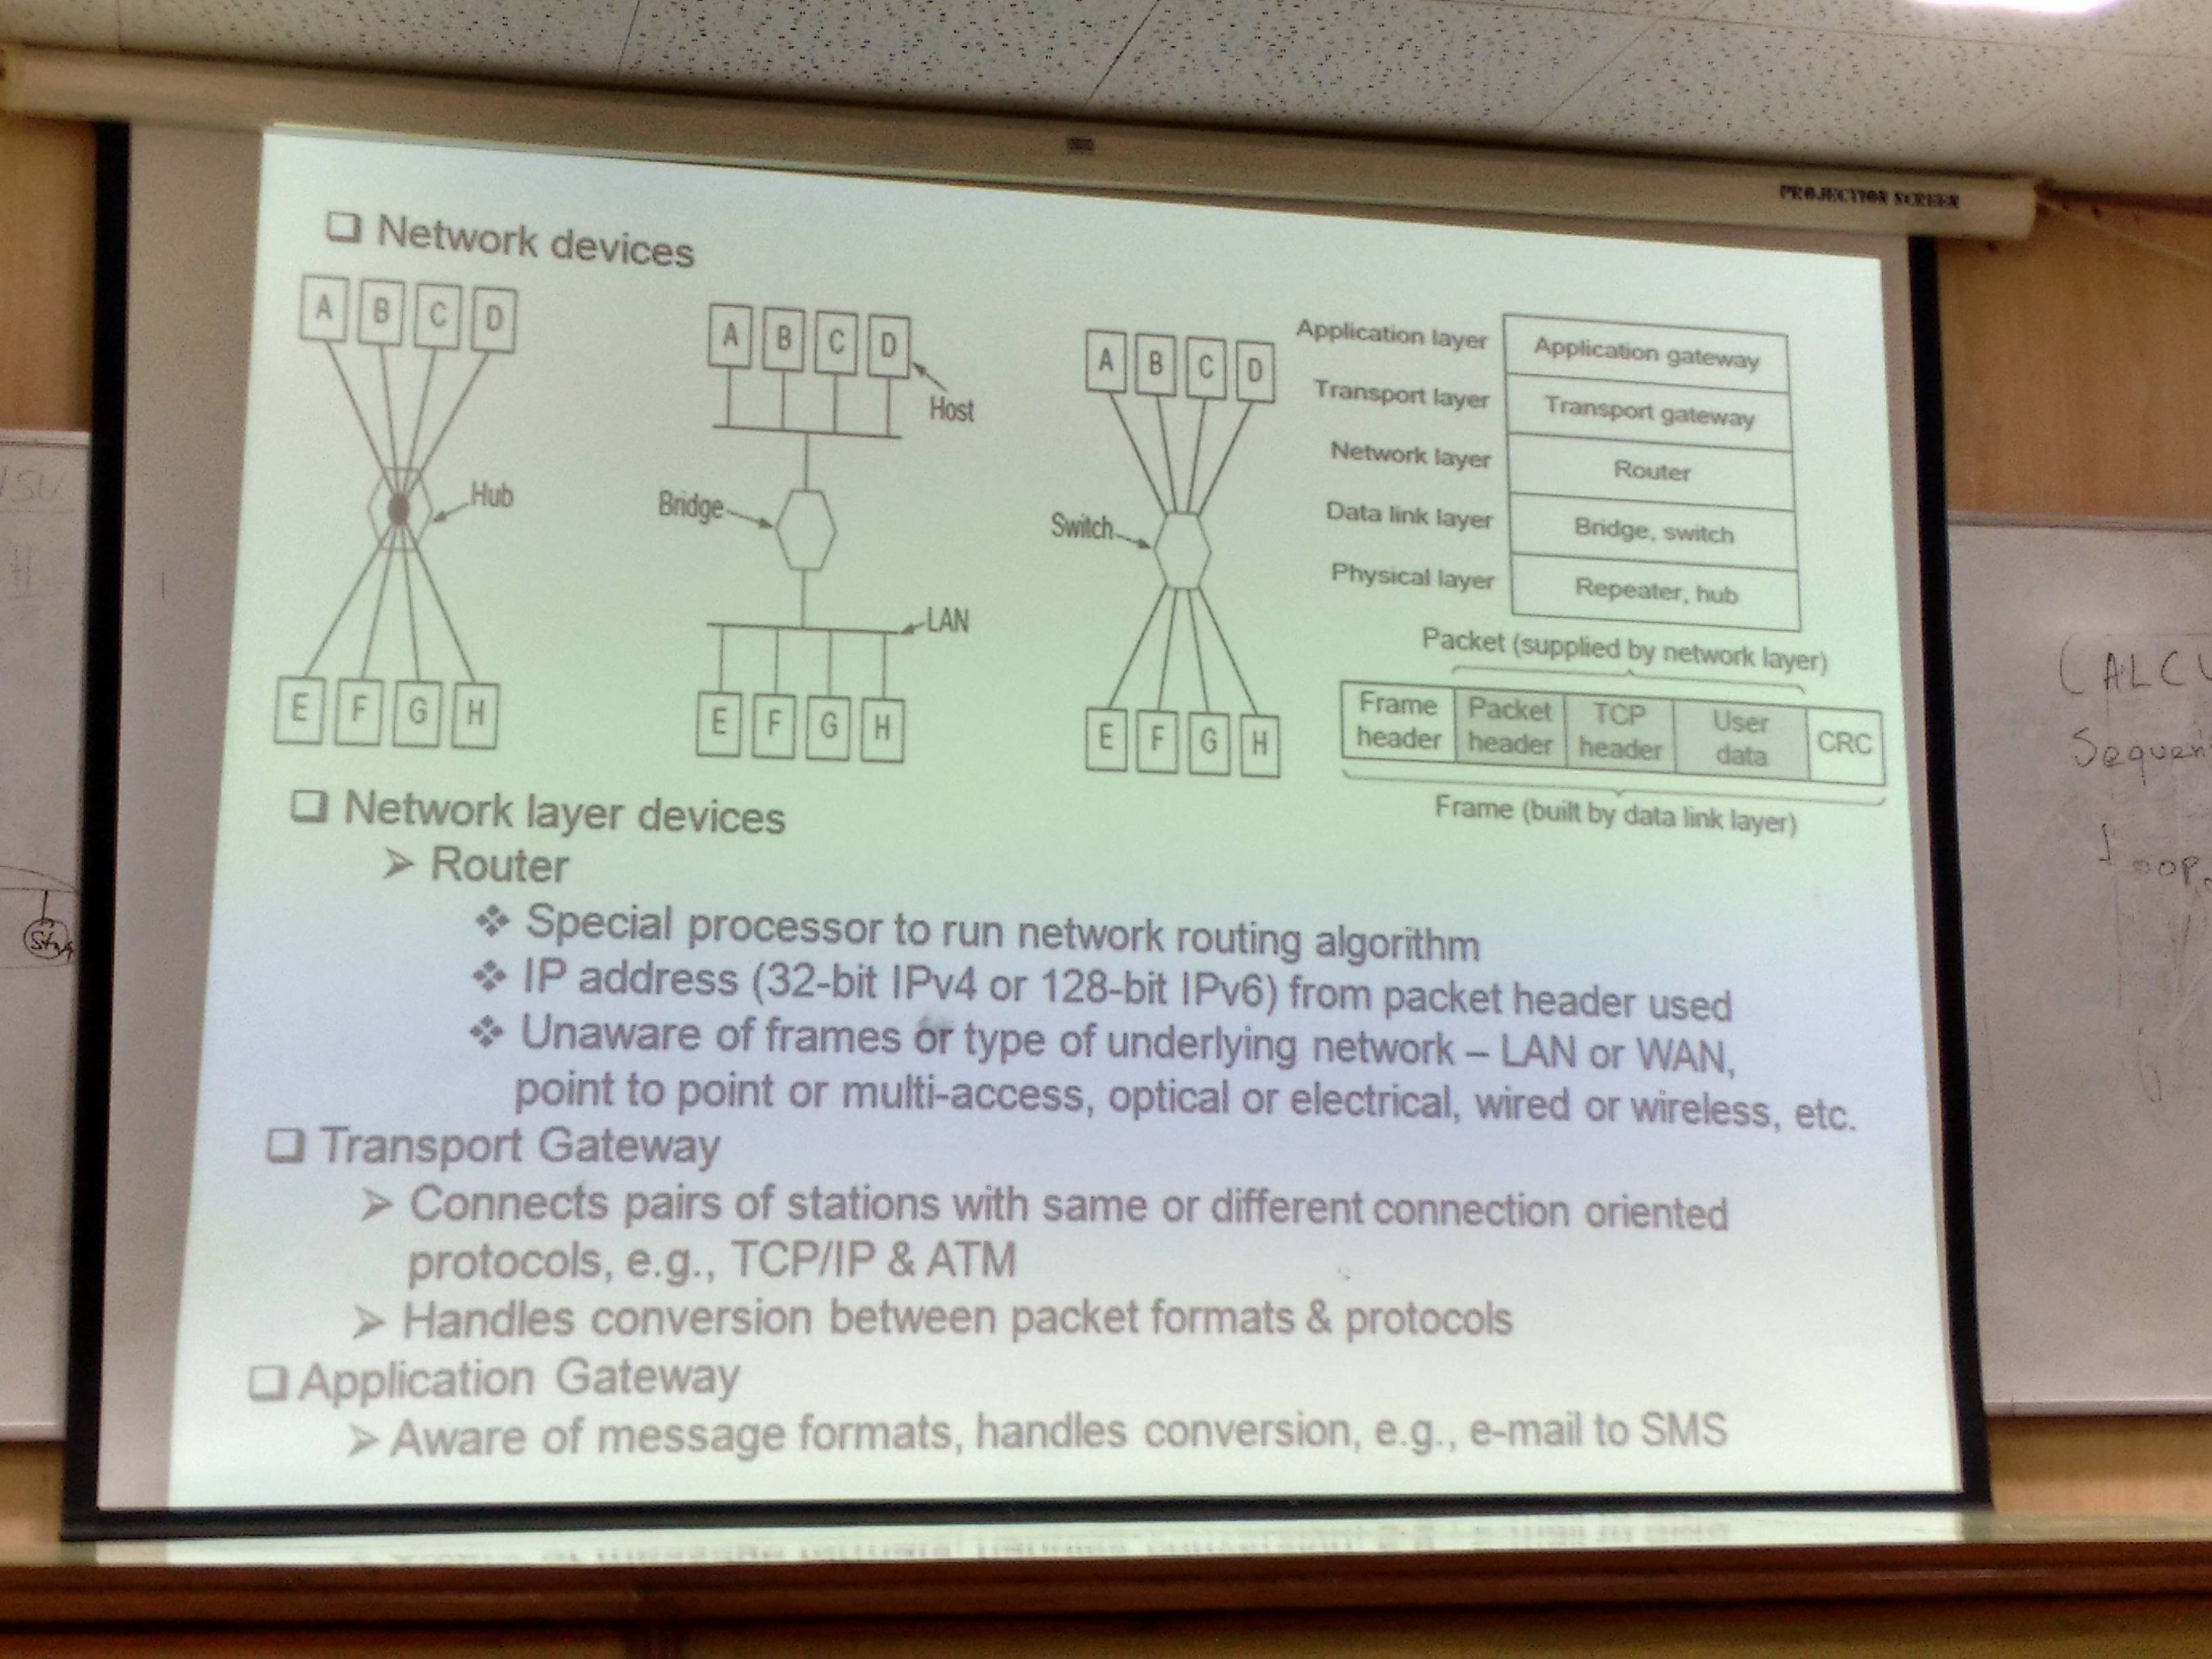 PROJECTION SCREEN
Network devices
A B C D
Hub
E F G H
A B C D
Host
Bridge
LAN
E F G H
A B C D
Switch
E F G H
Application layer Application gateway
Transport layer Transport gateway
Network layer Router
Data link layer Bridge, switch
Physical layer Repeater, hub
Packet (supplied by network layer)
Frame header Packet header TCP header User data CRC
Frame (built by data link layer)
Network layer devices
Router
Special processor to run network routing algorithm
IP address (32-bit IPv4 or 128-bit IPv6) from packet header used
Unaware of frames or type of underlying network – LAN or WAN,
point to point or multi-access, optical or electrical, wired or wireless, etc.
Transport Gateway
Connects pairs of stations with same or different connection oriented
protocols, e.g., TCP/IP & ATM
Handles conversion between packet formats & protocols
Application Gateway
Aware of message formats, handles conversion, e.g., e-mail to SMS